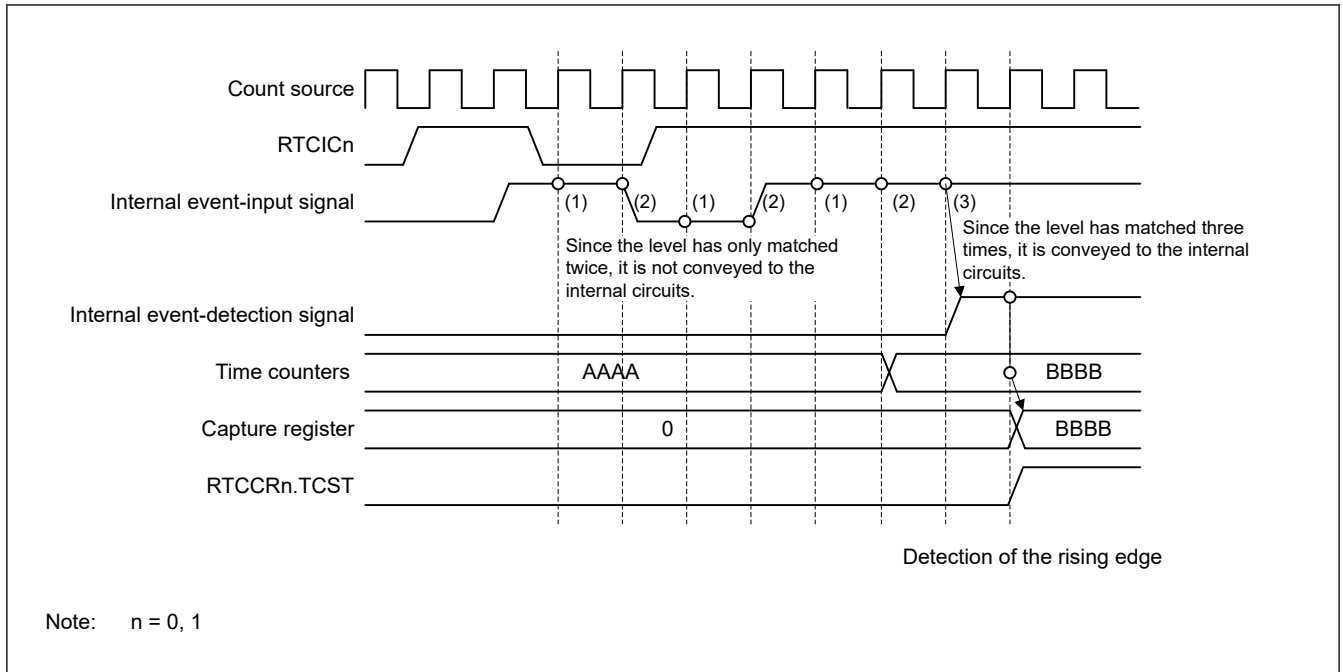 Count source
RTCICn
Internal event-input signal
(1) (2) (1) (2) (1) (2) (3)
Since the level has only matched
twice, it is not conveyed to the
internal circuits.
Since the level has matched three
times, it is conveyed to the internal
circuits.
Internal event-detection signal
Time counters
AAAA
BBBB
Capture register
0
BBBB
RTCCRn.TCST
Detection of the rising edge
Note: n = 0, 1